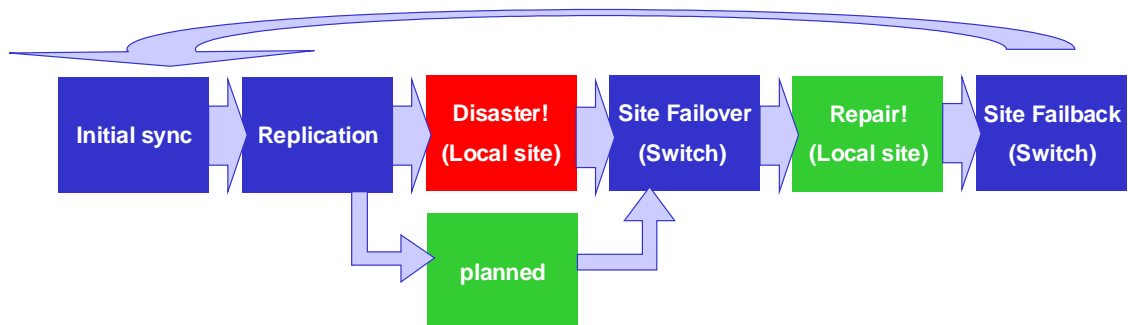 Initial sync
Replication
Disaster!
(Local site)
Site Failover
(Switch)
Repair!
(Local site)
Site Failback
(Switch)
planned